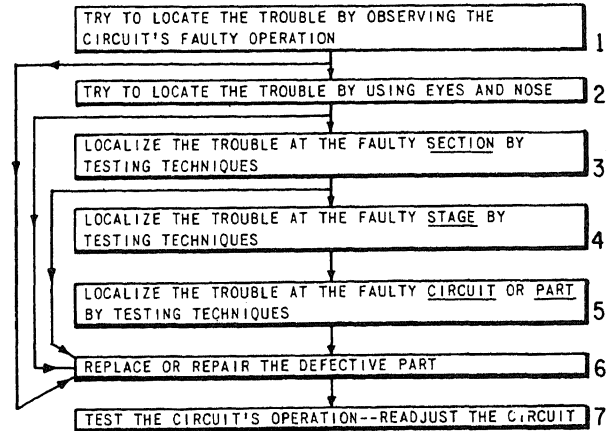 TRY TO LOCATE THE TROUBLE BY OBSERVING THE
CIRCUIT'S FAULTY OPERATION
1
TRY TO LOCATE THE TROUBLE BY USING EYES AND NOSE
2
LOCALIZE THE TROUBLE AT THE FAULTY SECTION BY
TESTING TECHNIQUES
3
LOCALIZE THE TROUBLE AT THE FAULTY STAGE BY
TESTING TECHNIQUES
4
LOCALIZE THE TROUBLE AT THE FAULTY CIRCUIT OR PART
BY TESTING TECHNIQUES
5
REPLACE OR REPAIR THE DEFECTIVE PART
6
TEST THE CIRCUIT'S OPERATION--READJUST THE CIRCUIT
7